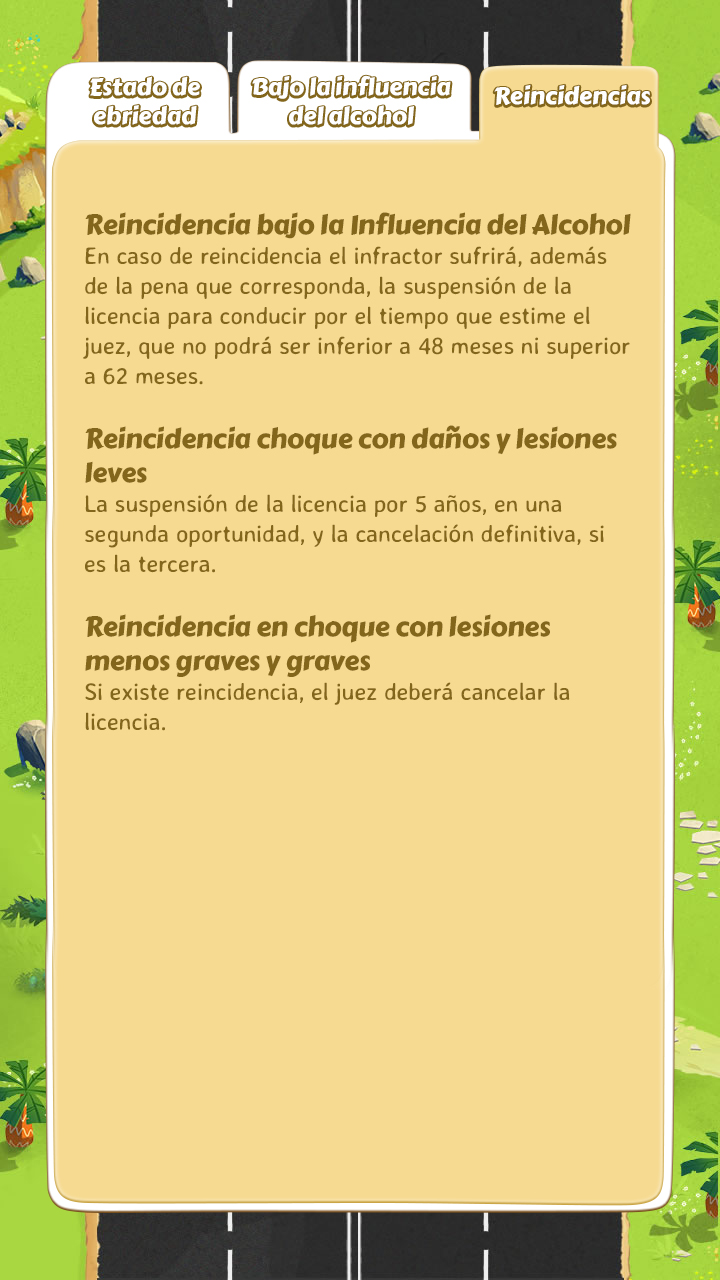 Estado de
ebriedad
Bajo la influencia
del alcohol
Reincidencias
Reincidencia bajo la Influencia del Alcohol
En caso de reincidencia el infractor sufrirá, además
de la pena que corresponda, la suspensión de la
licencia para conducir por el tiempo que estime el
juez, que no podrá ser inferior a 48 meses ni superior
a 62 meses.
Reincidencia choque con daños y lesiones
leves
La suspensión de la licencia por 5 años, en una
segunda oportunidad, y la cancelación definitiva, si
es la tercera.
Reincidencia en choque con lesiones
menos graves y graves
Si existe reincidencia, el juez deberá cancelar la
licencia.